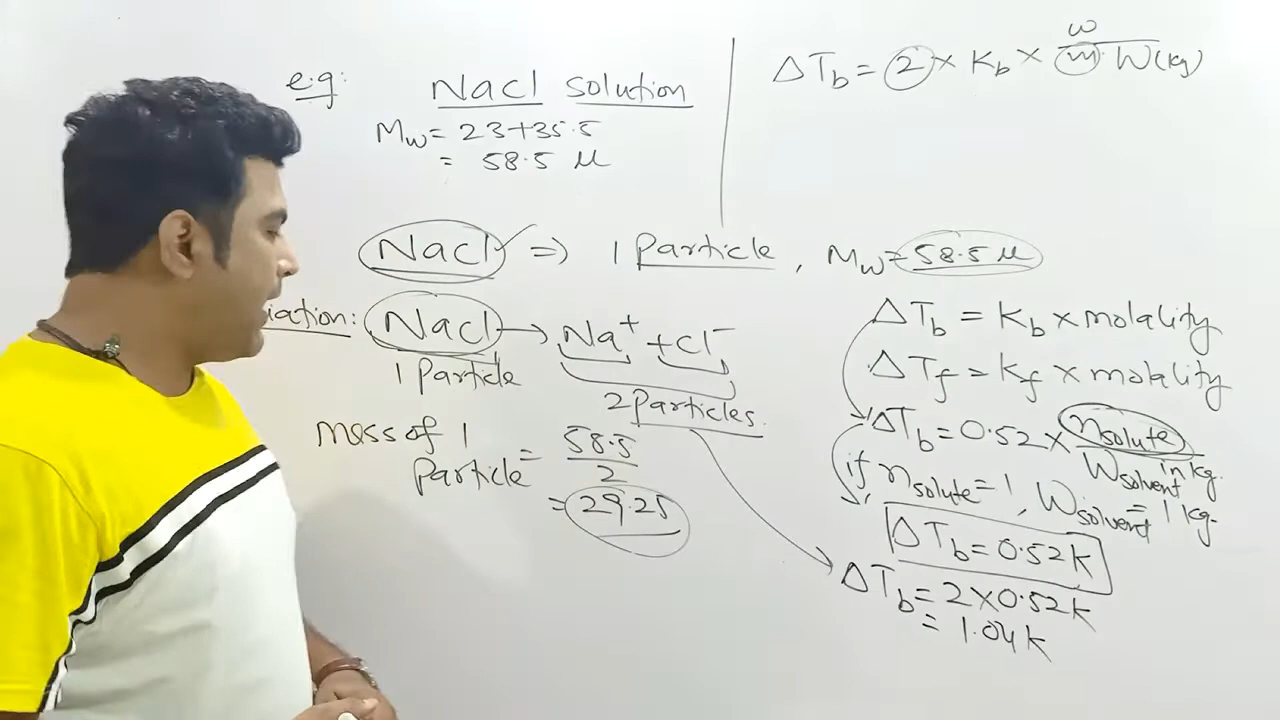 e.g:
NaCl solution
Mw = 23+35.5
= 58.5 u
ΔTb = 2 × Kb × w / m · W(kg)
NaCl ✓ ⇒ 1 Particle, Mw = 58.5 u
iation: NaCl → Na⁺ + Cl⁻
1 Particle
2 Particles.
Mass of 1
Particle = 58.5 / 2
= 29.25
ΔTb = Kb × molality
ΔTf = Kf × molality
ΔTb = 0.52 × nsolute / Wsolvent in kg.
if nsolute = 1, Wsolvent = 1 kg.
ΔTb = 0.52 K
ΔTb = 2×0.52 K
= 1.04 K